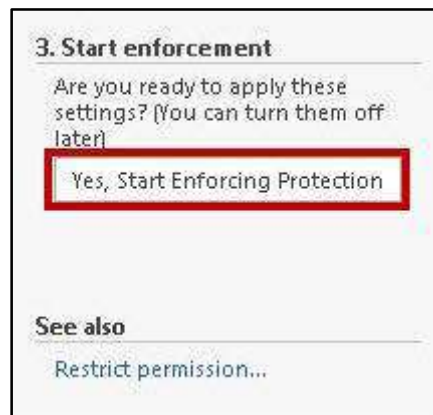 3. Start enforcement
Are you ready to apply these
settings? (You can turn them off
later)
Yes, Start Enforcing Protection
See also
Restrict permission...